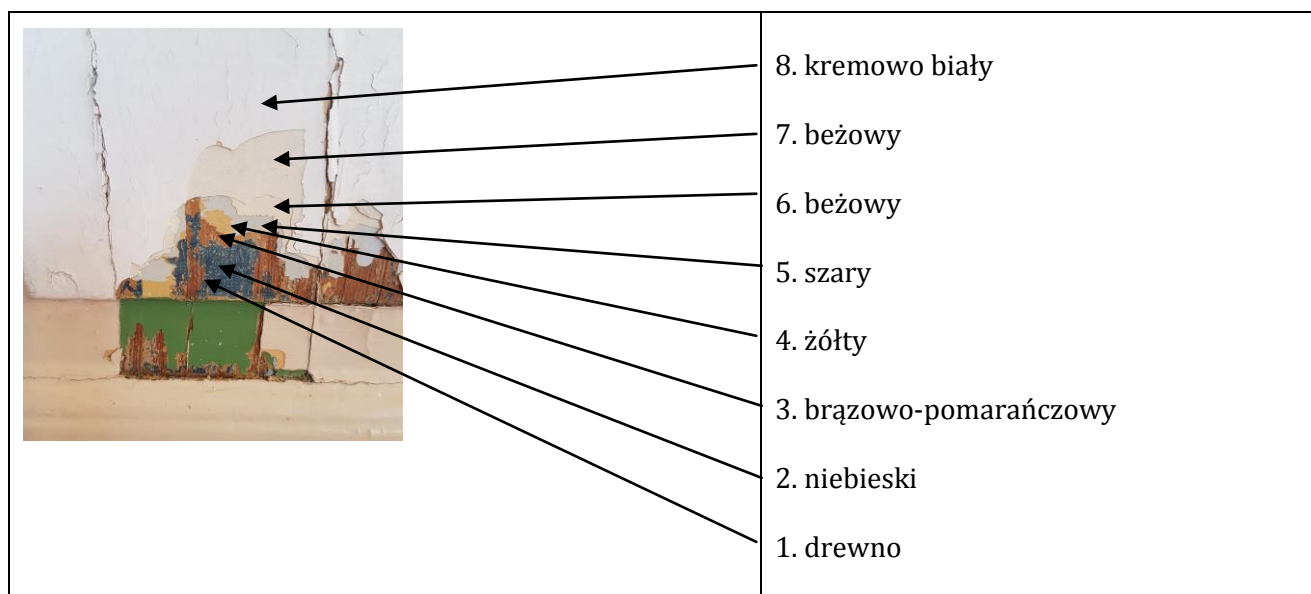 8. kremowo biały
7. beżowy
6. beżowy
5. szary
4. żółty
3. brązowo-pomarańczowy
2. niebieski
1. drewno